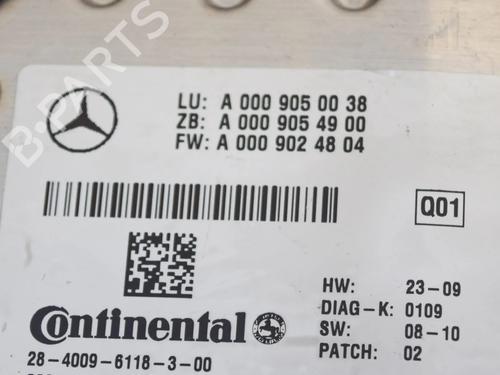 LU: A 000 905 00 38
ZB: A 000 905 49 00
FW: A 000 902 48 04
Q01
HW: 23-09
DIAG-K: 0109
SW: 08-10
PATCH: 02
Continental
28-4009-6118-3-00
B-PARTS